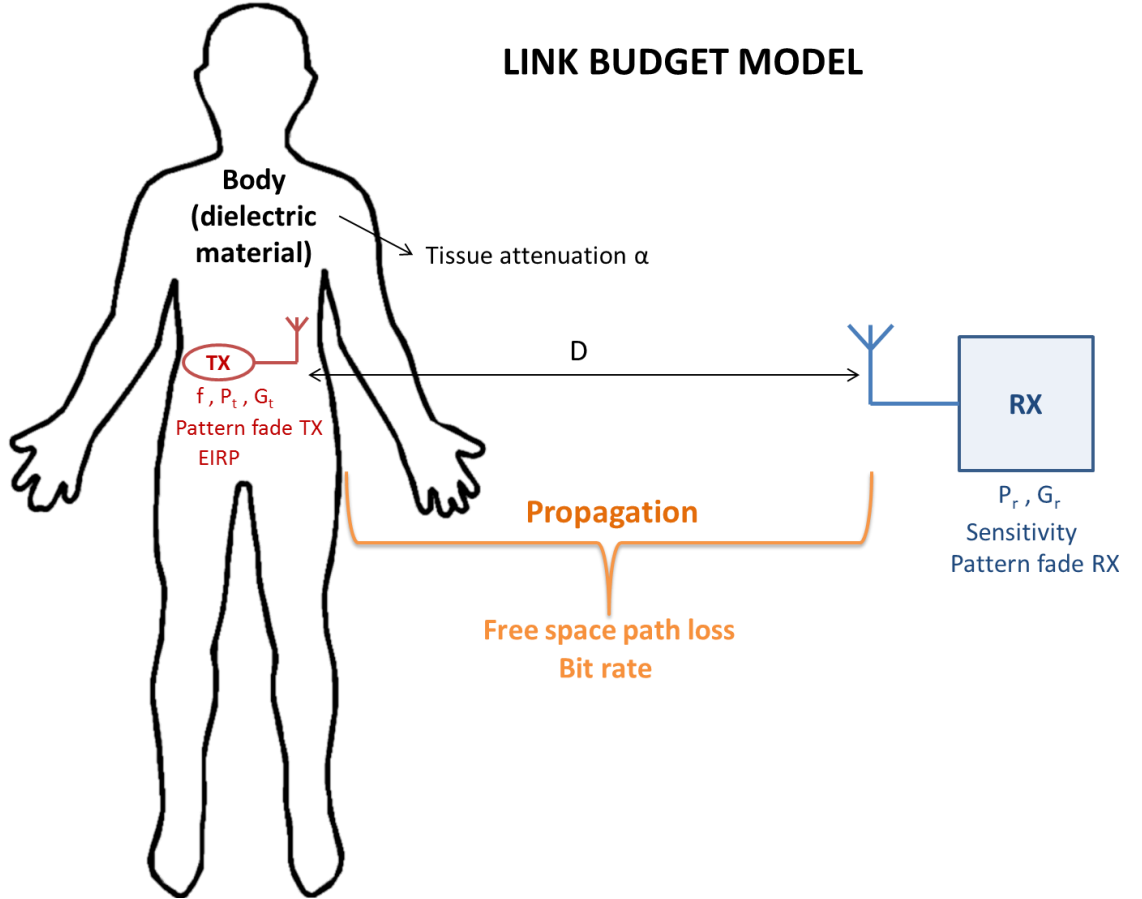 LINK BUDGET MODEL
Body
(dielectric
material)
Tissue attenuation α
TX
f , Pt , Gt
Pattern fade TX
EIRP
D
RX
Pr , Gr
Sensitivity
Pattern fade RX
Propagation
Free space path loss
Bit rate